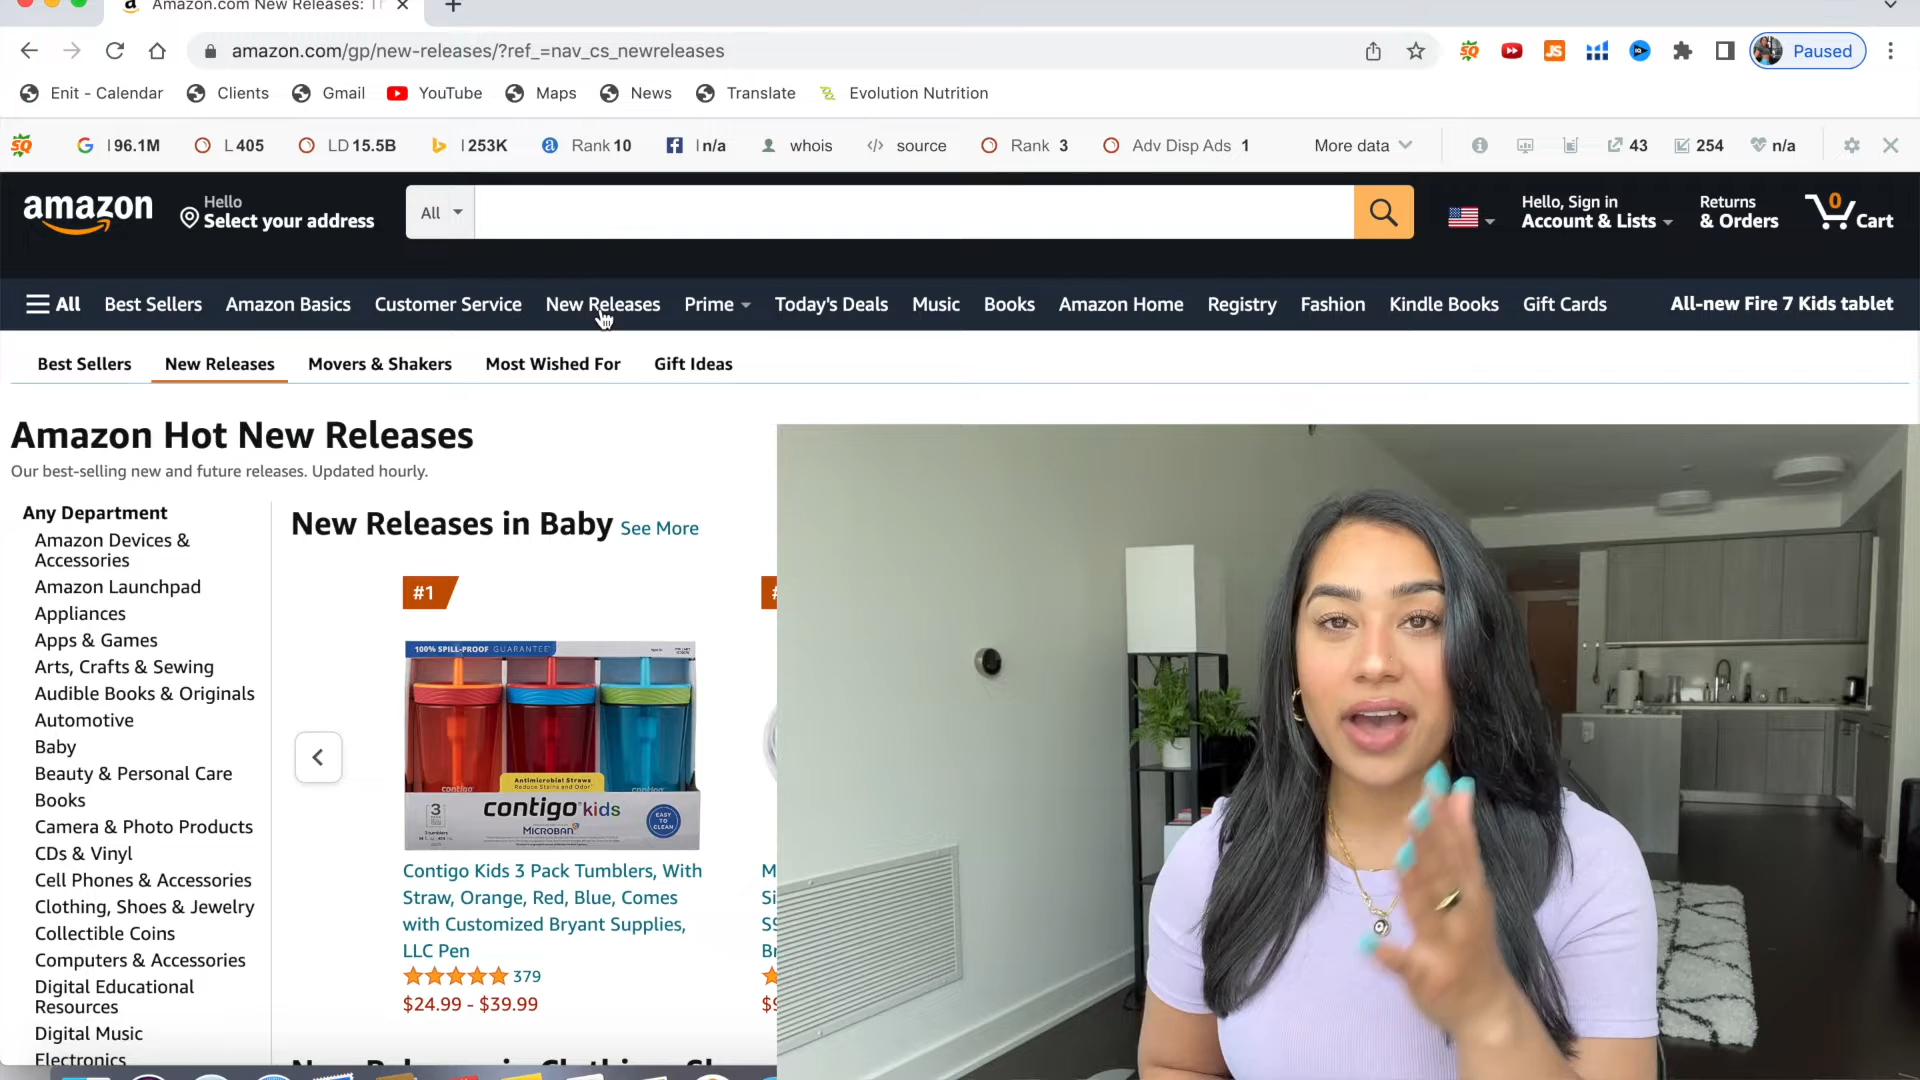 Amazon.com New Releases: Th
amazon.com/gp/new-releases/?ref_=nav_cs_newreleases
Paused
Enit - Calendar Clients Gmail YouTube Maps News Translate Evolution Nutrition
I 96.1M L 405 LD 15.5B I 253K Rank 10 I n/a whois source Rank 3 Adv Disp Ads 1 More data 43 254 n/a
amazon
Hello
Select your address
All
Hello, Sign in
Account & Lists
Returns
& Orders
0
Cart
All Best Sellers Amazon Basics Customer Service New Releases Prime Today's Deals Music Books Amazon Home Registry Fashion Kindle Books Gift Cards All-new Fire 7 Kids tablet
Best Sellers New Releases Movers & Shakers Most Wished For Gift Ideas
Amazon Hot New Releases
Our best-selling new and future releases. Updated hourly.
Any Department
Amazon Devices &
Accessories
Amazon Launchpad
Appliances
Apps & Games
Arts, Crafts & Sewing
Audible Books & Originals
Automotive
Baby
Beauty & Personal Care
Books
Camera & Photo Products
CDs & Vinyl
Cell Phones & Accessories
Clothing, Shoes & Jewelry
Collectible Coins
Computers & Accessories
Digital Educational
Resources
Digital Music
Electronics
New Releases in Baby See More
#1
100% SPILL-PROOF GUARANTEE
Antimicrobial Straws
Reduce Stains and Odor
contigo kids
MICROBAN
3
EASY
TO
CLEAN
Contigo Kids 3 Pack Tumblers, With
Straw, Orange, Red, Blue, Comes
with Customized Bryant Supplies,
LLC Pen
379
$24.99 - $39.99